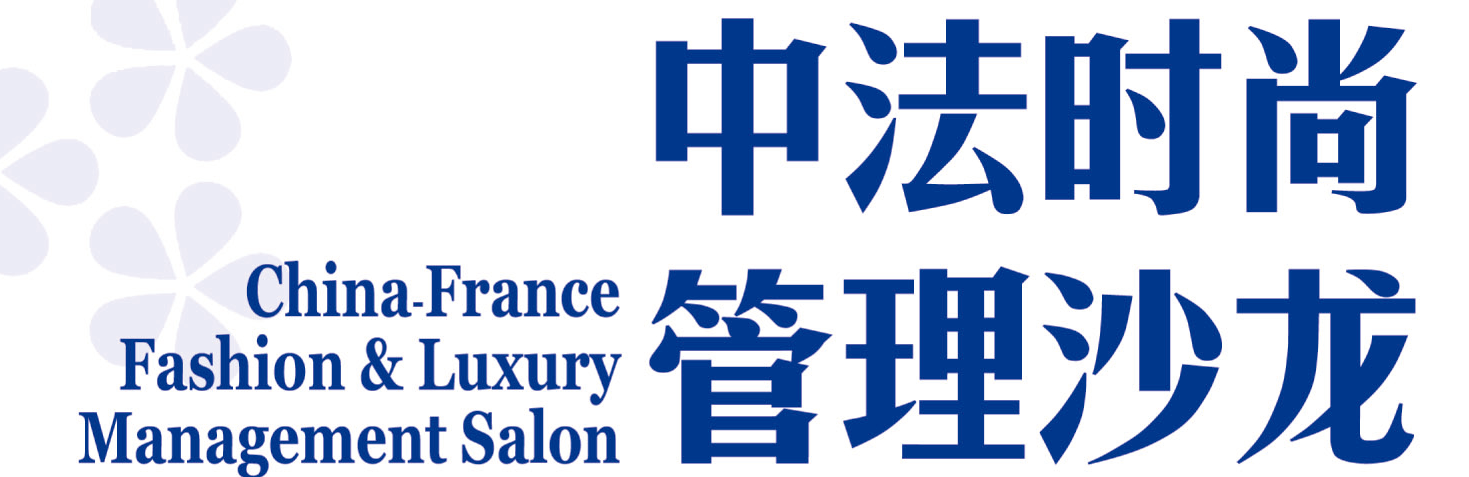 中法时尚
管理沙龙
China-France
Fashion & Luxury
Management Salon